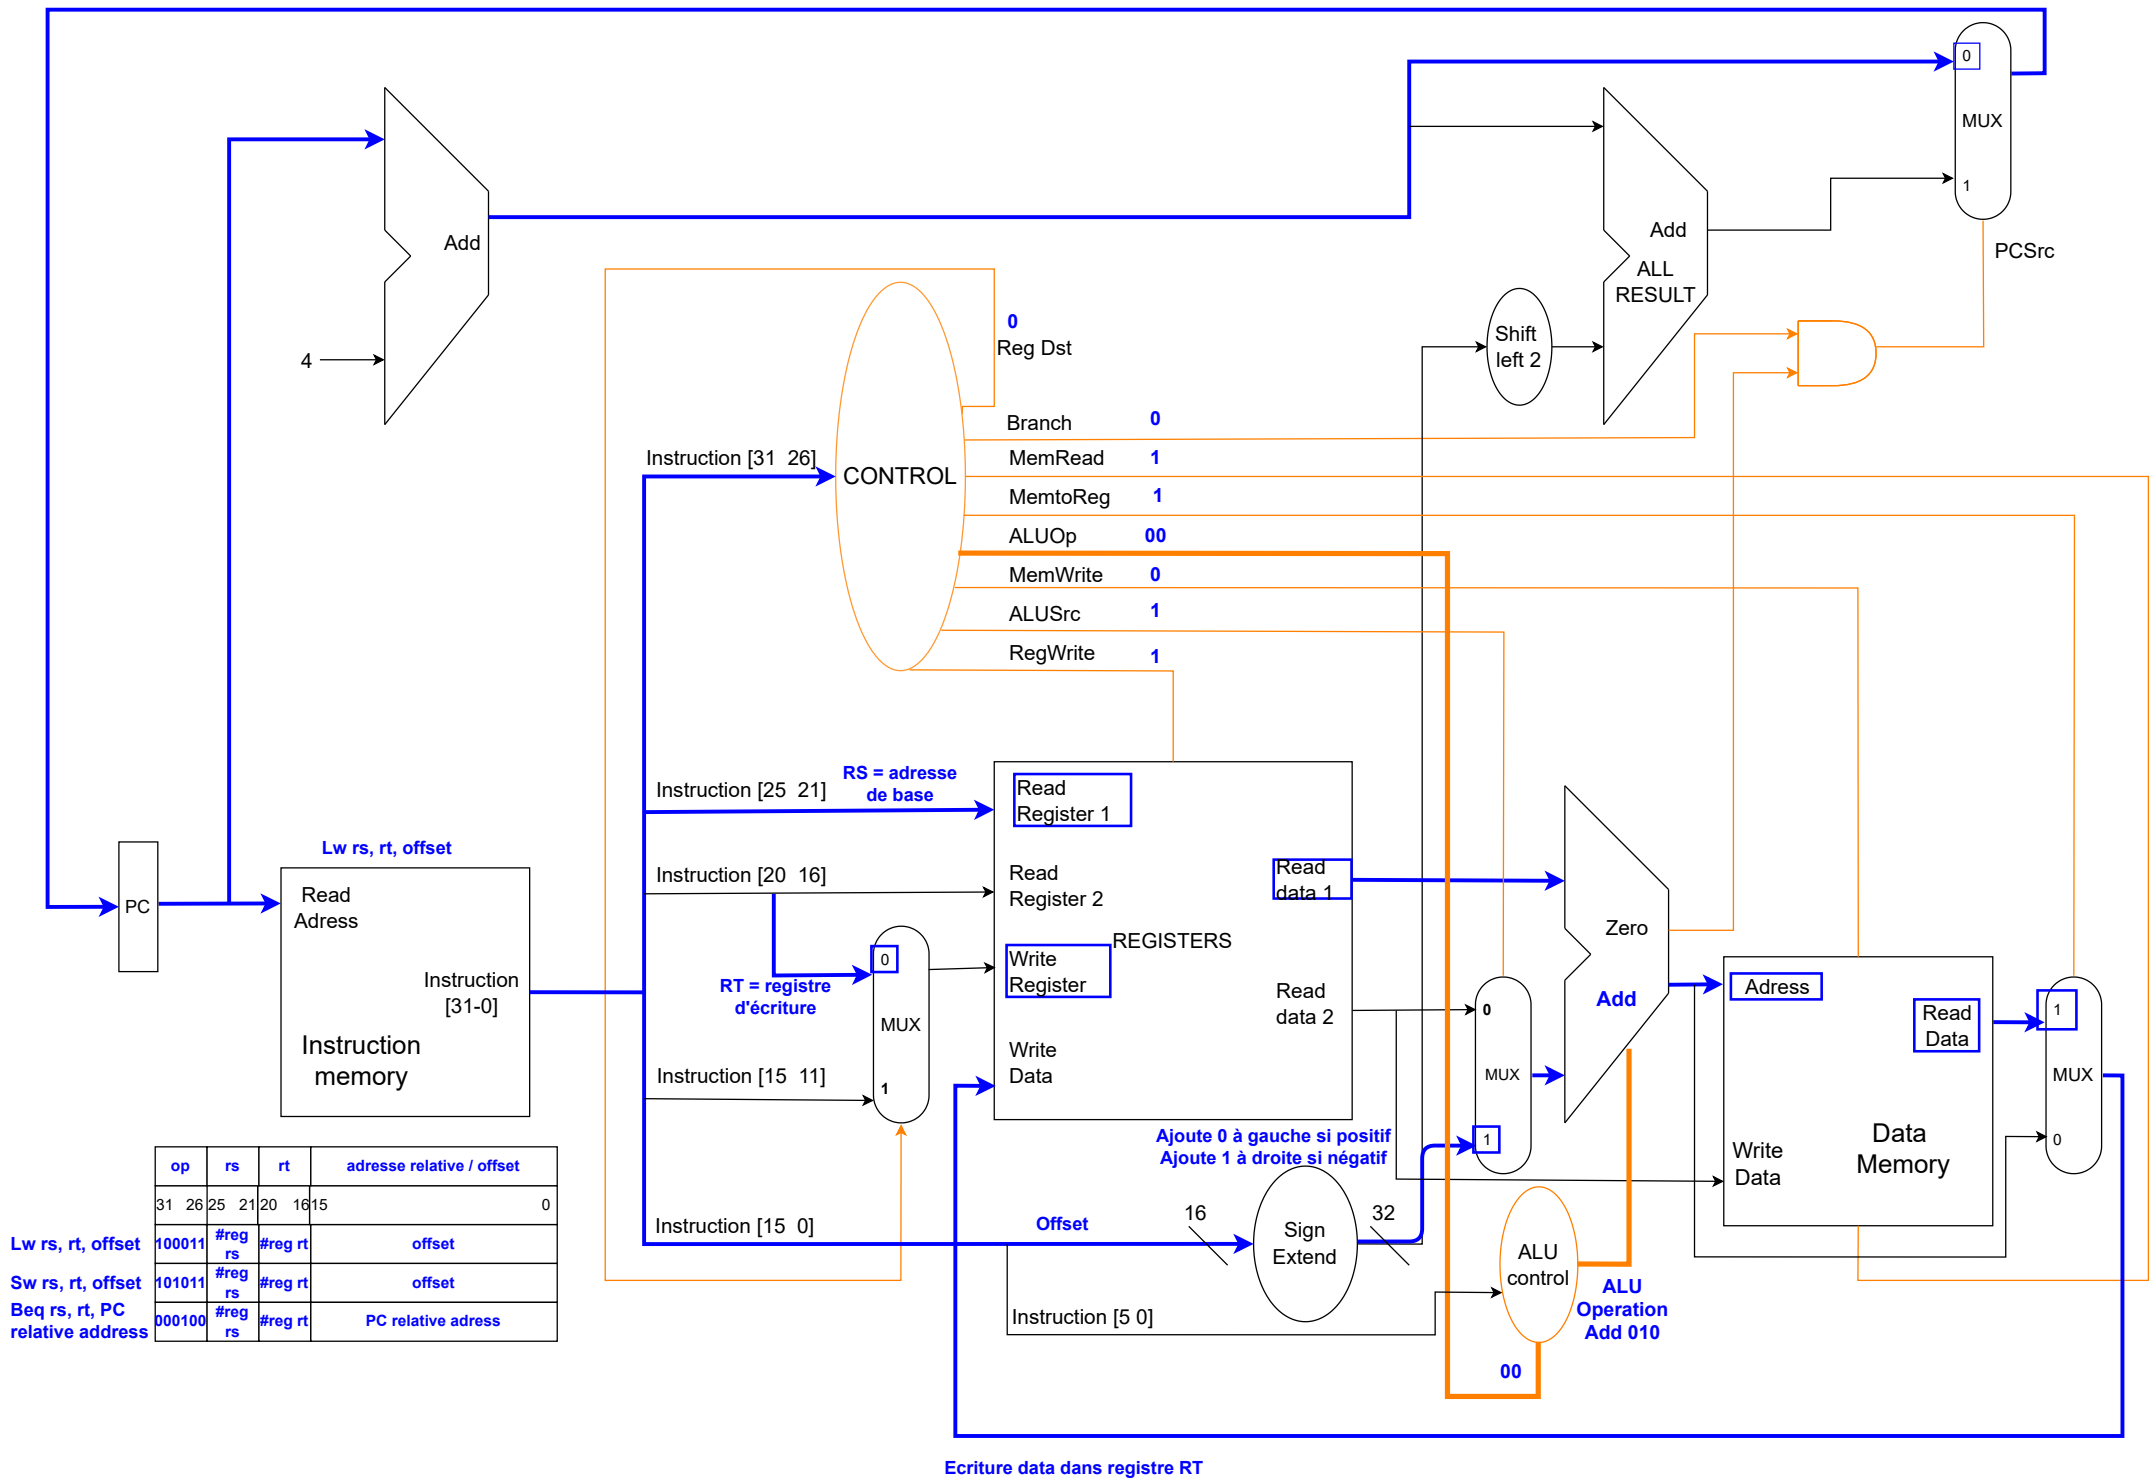 0
MUX
1
PCSrc
Add
4
Add
ALL
RESULT
Shift
left 2
0
Reg Dst
Branch 0
MemRead 1
MemtoReg 1
ALUOp 00
MemWrite 0
ALUSrc 1
RegWrite 1
Instruction [31 26]
CONTROL
Instruction [25 21]
RS = adresse
de base
Read
Register 1
Lw rs, rt, offset
PC
Read
Adress
Instruction
[31-0]
Instruction
memory
Instruction [20 16]
Read
Register 2
Read
data 1
REGISTERS
Write
Register
RT = registre
d'écriture
0
MUX
1
Instruction [15 11]
Write
Data
Read
data 2
0
MUX
1
Zero
Add
Adress
Read
Data
Data
Memory
Write
Data
1
MUX
0
Ajoute 0 à gauche si positif
Ajoute 1 à droite si négatif
Instruction [15 0]
Offset
16
Sign
Extend
32
Instruction [5 0]
ALU
control
ALU
Operation
Add 010
00
op rs rt adresse relative / offset
31 26 25 21 20 16 15 0
Lw rs, rt, offset 100011 #reg rs #reg rt offset
Sw rs, rt, offset 101011 #reg rs #reg rt offset
Beq rs, rt, PC
relative address 000100 #reg rs #reg rt PC relative adress
Ecriture data dans registre RT